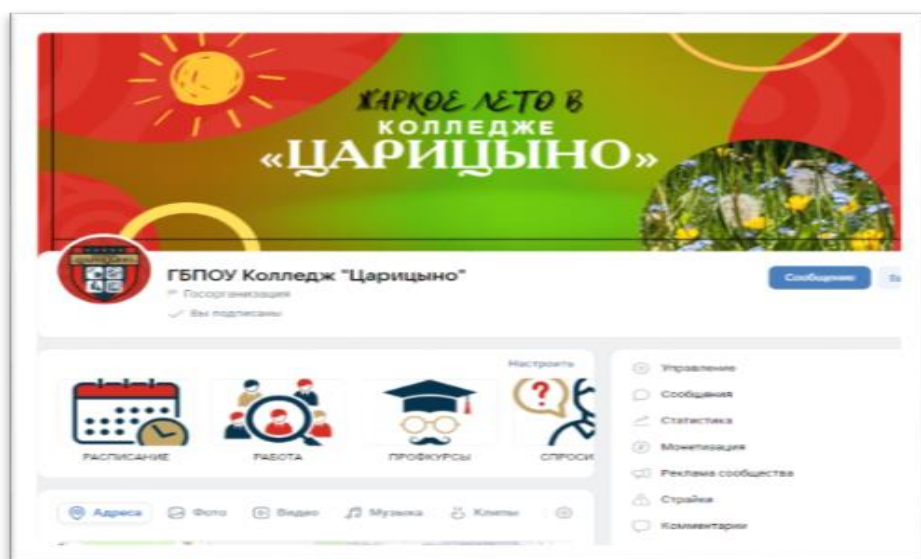 ЖАРКОЕ ЛЕТО В
КОЛЛЕДЖЕ
«ЦАРИЦЫНО»
ГБПОУ Колледж "Царицыно"
Госорганизация
Вы подписаны
Сообщение
Настроить
РАСПИСАНИЕ
РАБОТА
ПРОФКУРСЫ
СПРОСИ
Адреса
Фото
Видео
Музыка
Клипы
Управление
Сообщения
Статистика
Монетизация
Реклама сообщества
Страйки
Комментарии